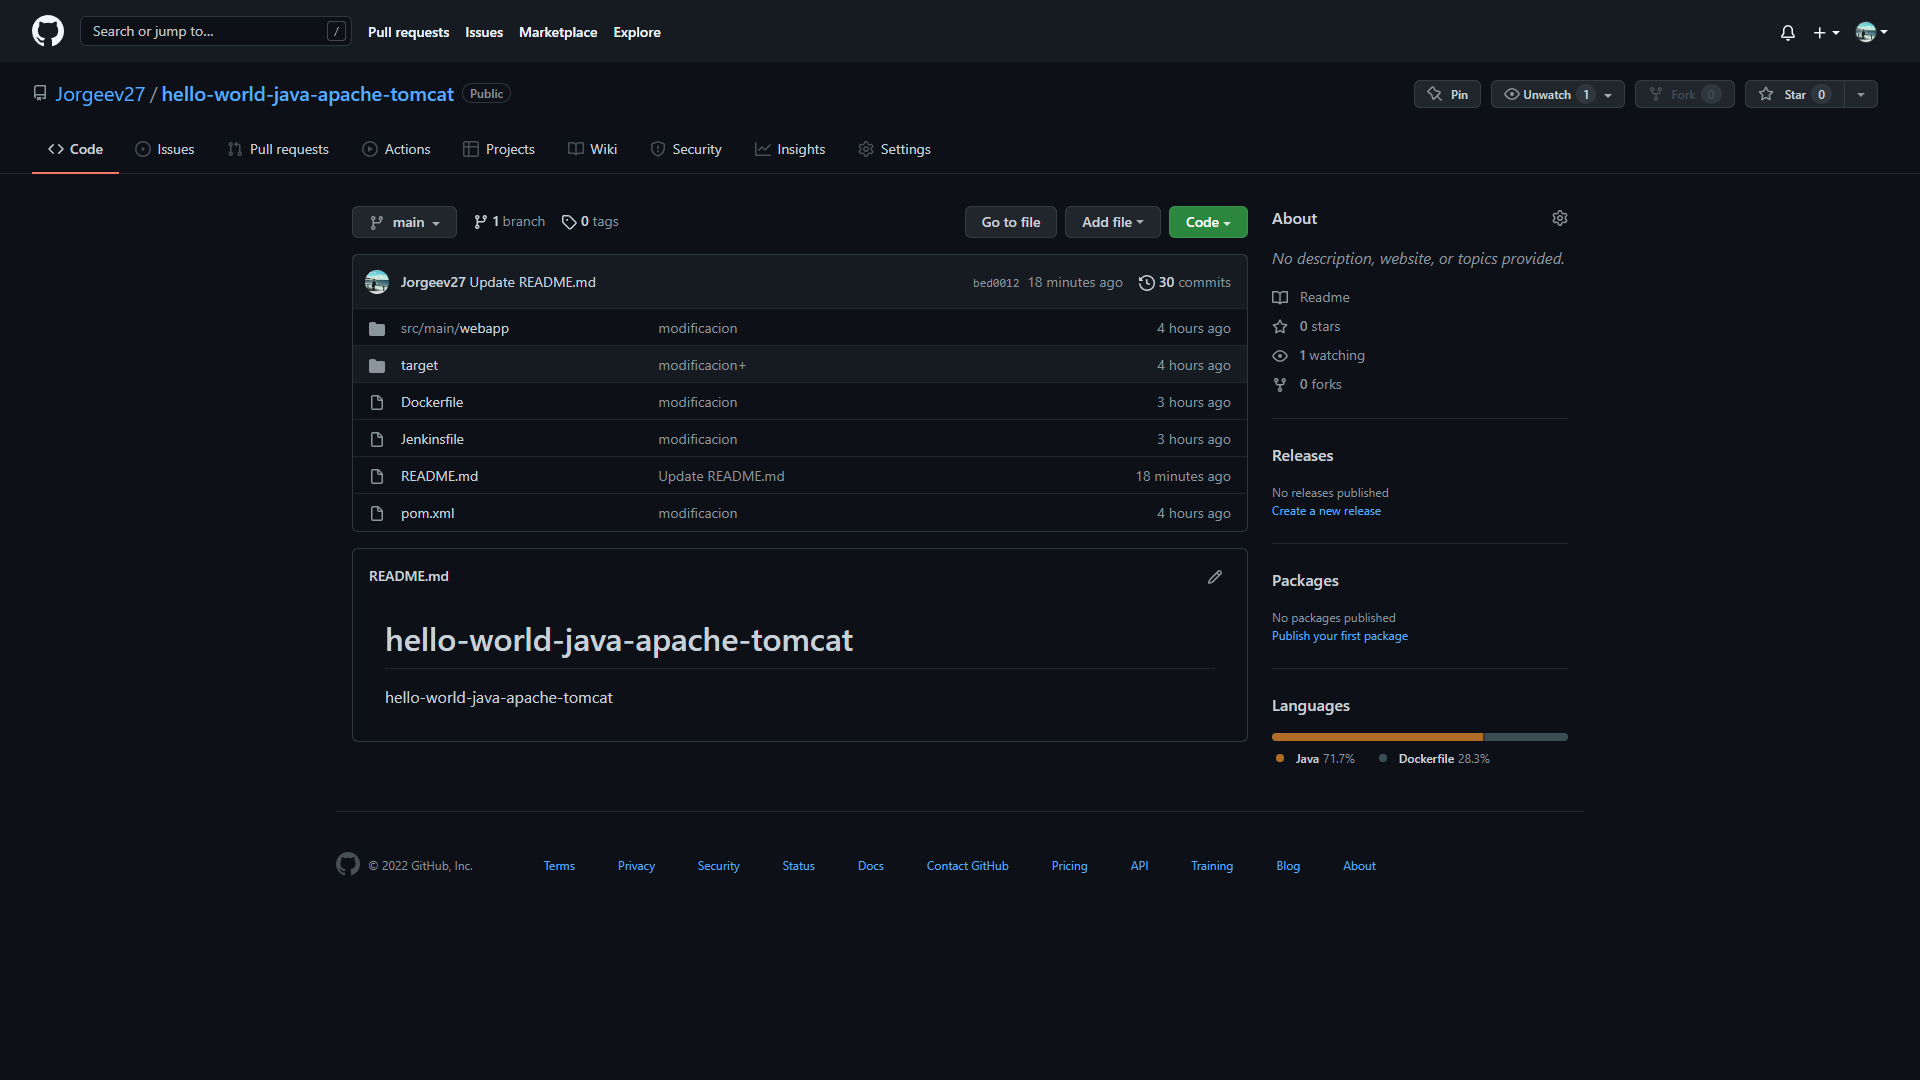 Search or jump to... /
Pull requests Issues Marketplace Explore
Jorgeev27 / hello-world-java-apache-tomcat Public
Pin Unwatch 1 Fork 0 Star 0
Code Issues Pull requests Actions Projects Wiki Security Insights Settings
main 1 branch 0 tags Go to file Add file Code
Jorgeev27 Update README.md bed0012 18 minutes ago 30 commits
src/main/webapp modificacion 4 hours ago
target modificacion+ 4 hours ago
Dockerfile modificacion 3 hours ago
Jenkinsfile modificacion 3 hours ago
README.md Update README.md 18 minutes ago
pom.xml modificacion 4 hours ago
README.md
hello-world-java-apache-tomcat
hello-world-java-apache-tomcat
About
No description, website, or topics provided.
Readme
0 stars
1 watching
0 forks
Releases
No releases published
Create a new release
Packages
No packages published
Publish your first package
Languages
Java 71.7% Dockerfile 28.3%
© 2022 GitHub, Inc. Terms Privacy Security Status Docs Contact GitHub Pricing API Training Blog About